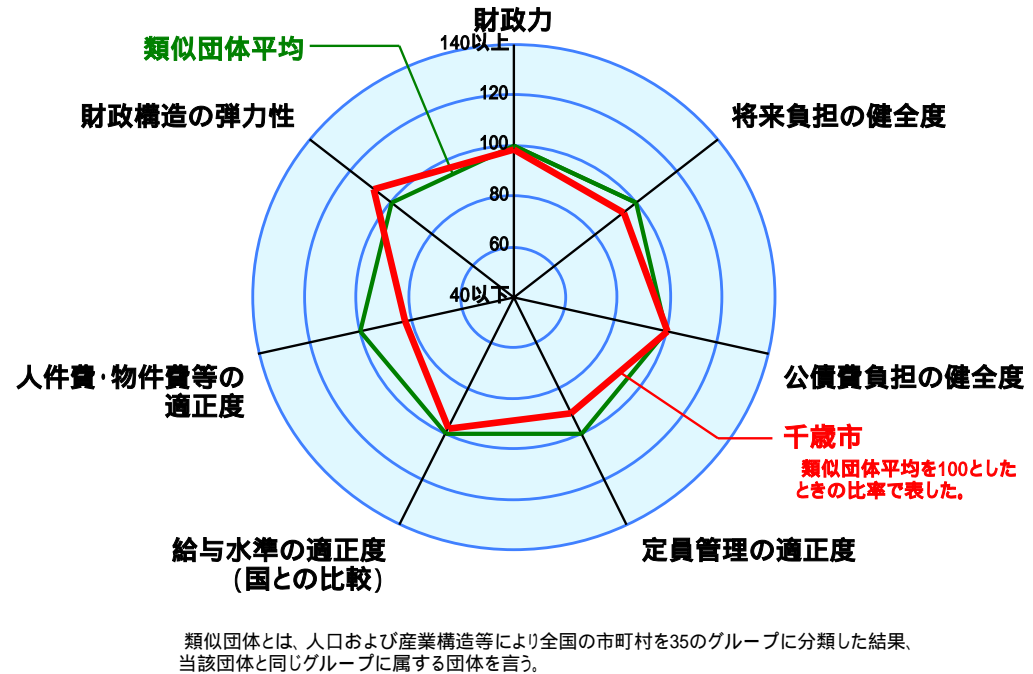 財政力
140以上
類似団体平均
120
財政構造の弾力性
将来負担の健全度
100
80
60
40以下
人件費・物件費等の
適正度
公債費負担の健全度
千歳市
類似団体平均を100とした
ときの比率で表した。
給与水準の適正度
(国との比較)
定員管理の適正度
類似団体とは、人口および産業構造等により全国の市町村を35のグループに分類した結果、
当該団体と同じグループに属する団体を言う。